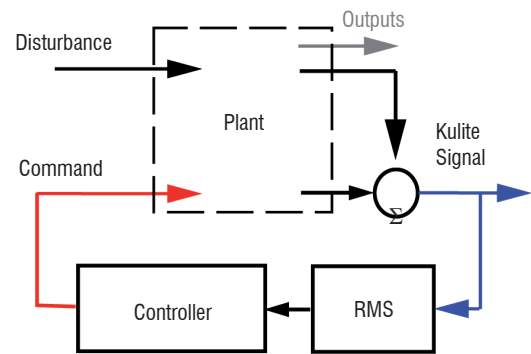 Outputs
Disturbance
Plant
Kulite
Signal
Command
Σ
Controller
RMS